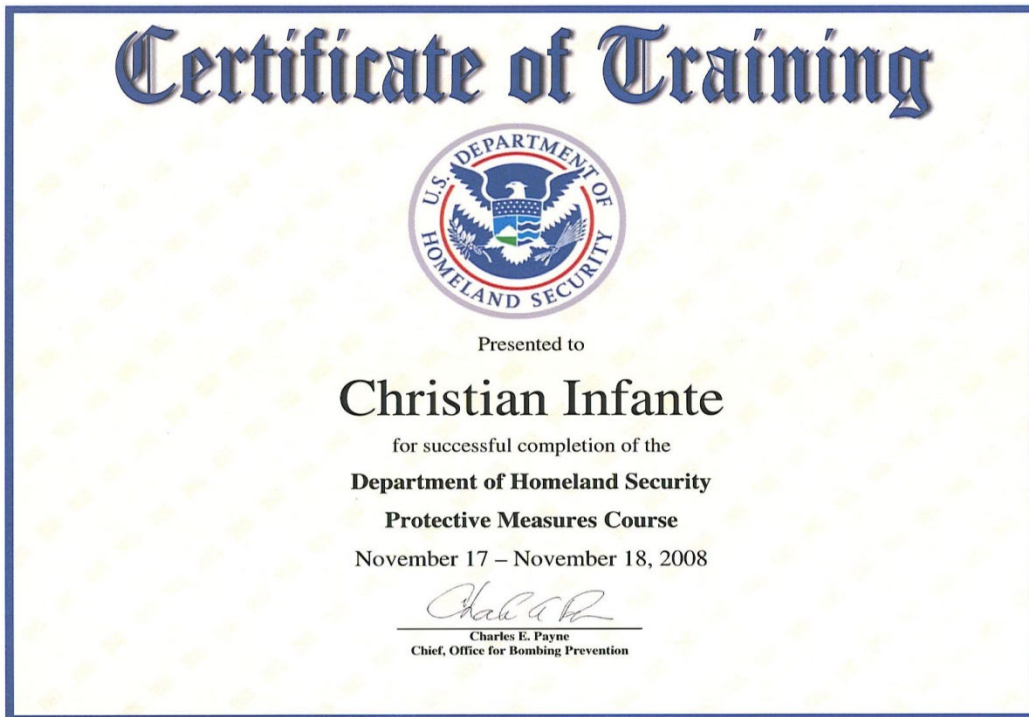 Certificate of Training
U.S. DEPARTMENT OF
HOMELAND SECURITY
Presented to
Christian Infante
for successful completion of the
Department of Homeland Security
Protective Measures Course
November 17 – November 18, 2008
Charles E. Payne
Chief, Office for Bombing Prevention